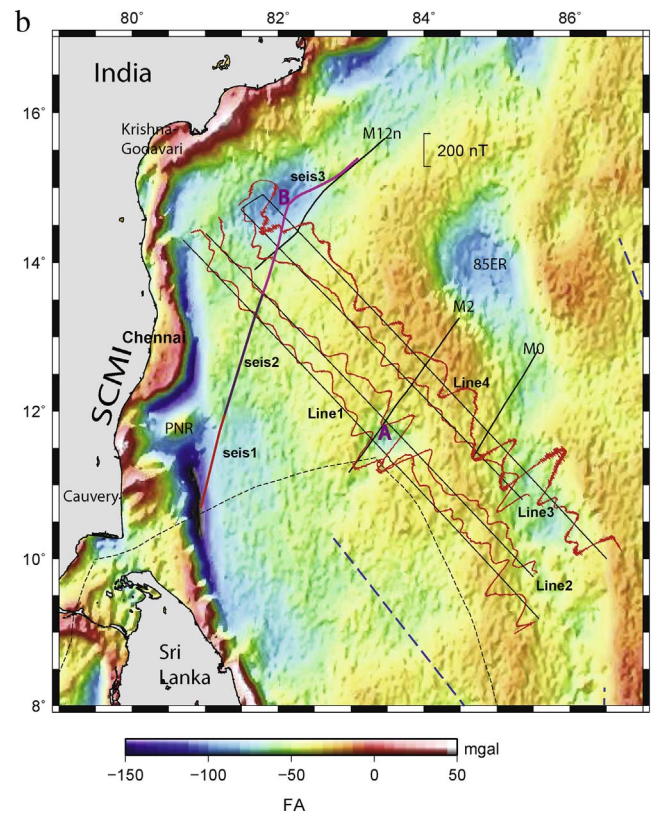 b
80°
82°
84°
86°
India
16°
Krishna-
Godavari
M12n
200 nT
seis3
B
14°
85ER
M2
Chennai
M0
SCMI
seis2
Line4
12°
Line1
PNR
A
seis1
Cauvery
Line3
10°
Line2
Sri
Lanka
8°
mgal
−150
−100
−50
0
50
FA